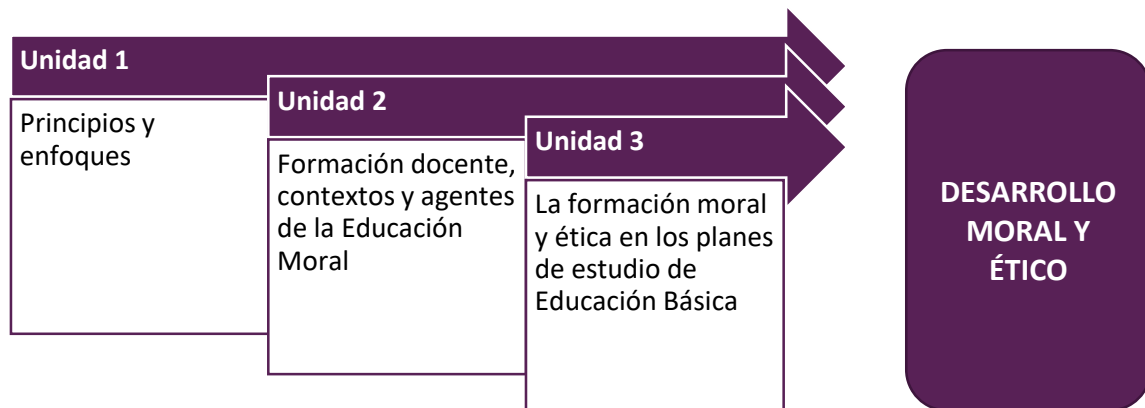 Unidad 1
Principios y
enfoques
Unidad 2
Formación docente,
contextos y agentes
de la Educación
Moral
Unidad 3
La formación moral
y ética en los planes
de estudio de
Educación Básica
DESARROLLO
MORAL Y
ÉTICO